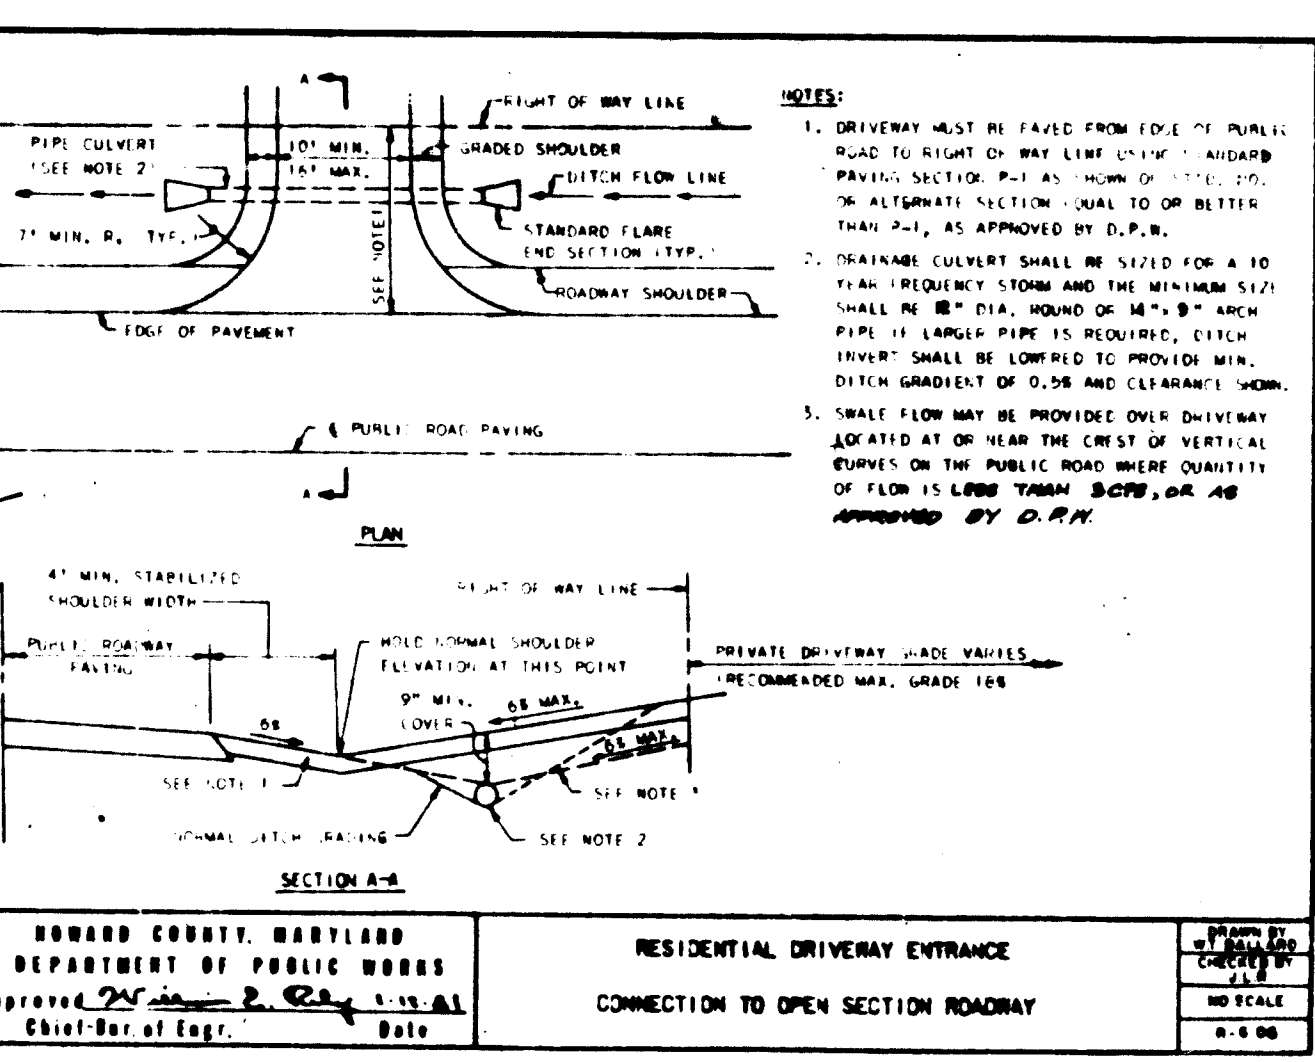 A
RIGHT OF WAY LINE
PIPE CULVERT
(SEE NOTE 2)
10' MIN.
16' MAX.
GRADED SHOULDER
DITCH FLOW LINE
7' MIN. R. TYP.
SEE NOTE 1
STANDARD FLARE
END SECTION (TYP.)
ROADWAY SHOULDER
EDGE OF PAVEMENT
℄ PUBLIC ROAD PAVING
A
PLAN
NOTES:
1. DRIVEWAY MUST BE PAVED FROM EDGE OF PUBLIC
ROAD TO RIGHT OF WAY LINE USING STANDARD
PAVING SECTION P-1 AS SHOWN STD. NO.
OR ALTERNATE SECTION EQUAL TO OR BETTER
THAN P-1, AS APPROVED BY D.P.W.
2. DRAINAGE CULVERT SHALL BE SIZED FOR A 10
YEAR FREQUENCY STORM AND THE MINIMUM SIZE
SHALL BE DIA. ROUND OR ARCH
PIPE IF LARGER PIPE IS REQUIRED, DITCH
INVERT SHALL BE LOWERED TO PROVIDE MIN.
DITCH GRADIENT OF 0.5% AND CLEARANCE SHOWN.
3. SWALE FLOW MAY BE PROVIDED OVER DRIVEWAY
LOCATED AT OR NEAR THE CREST OF VERTICAL
CURVES ON THE PUBLIC ROAD WHERE QUANTITY
OF FLOW IS LESS THAN 3CFS, OR AS
APPROVED BY D.P.W.
4' MIN. STABILIZED
SHOULDER WIDTH
RIGHT OF WAY LINE
PUBLIC ROADWAY
PAVING
HOLD NORMAL SHOULDER
ELEVATION AT THIS POINT
PRIVATE DRIVEWAY GRADE VARIES
(RECOMMENDED MAX. GRADE 16%
9" MIN.
COVER
6% MAX.
6%
6% MAX.
SEE NOTE 1
SEE NOTE
NORMAL DITCH GRADING
SEE NOTE 2
SECTION A-A
HOWARD COUNTY, MARYLAND
DEPARTMENT OF PUBLIC WORKS
proved
Chief-Bur. of Engr. Date
RESIDENTIAL DRIVEWAY ENTRANCE
CONNECTION TO OPEN SECTION ROADWAY
DRAWN BY
W.T. BALLARD
CHECKED BY
NO SCALE